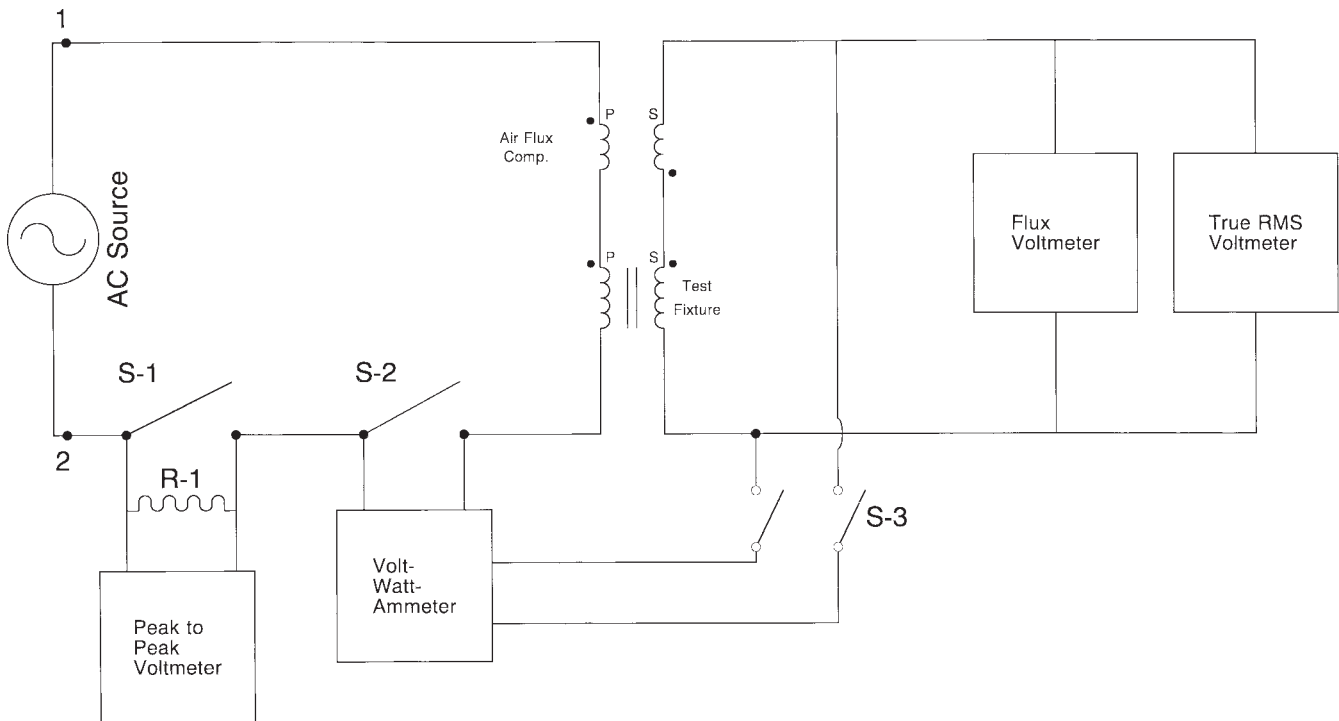 1
P
S
Air Flux
Comp.
AC Source
Flux
Voltmeter
True RMS
Voltmeter
P
S
Test
Fixture
S-1
S-2
2
R-1
S-3
Volt-
Watt-
Ammeter
Peak to
Peak
Voltmeter